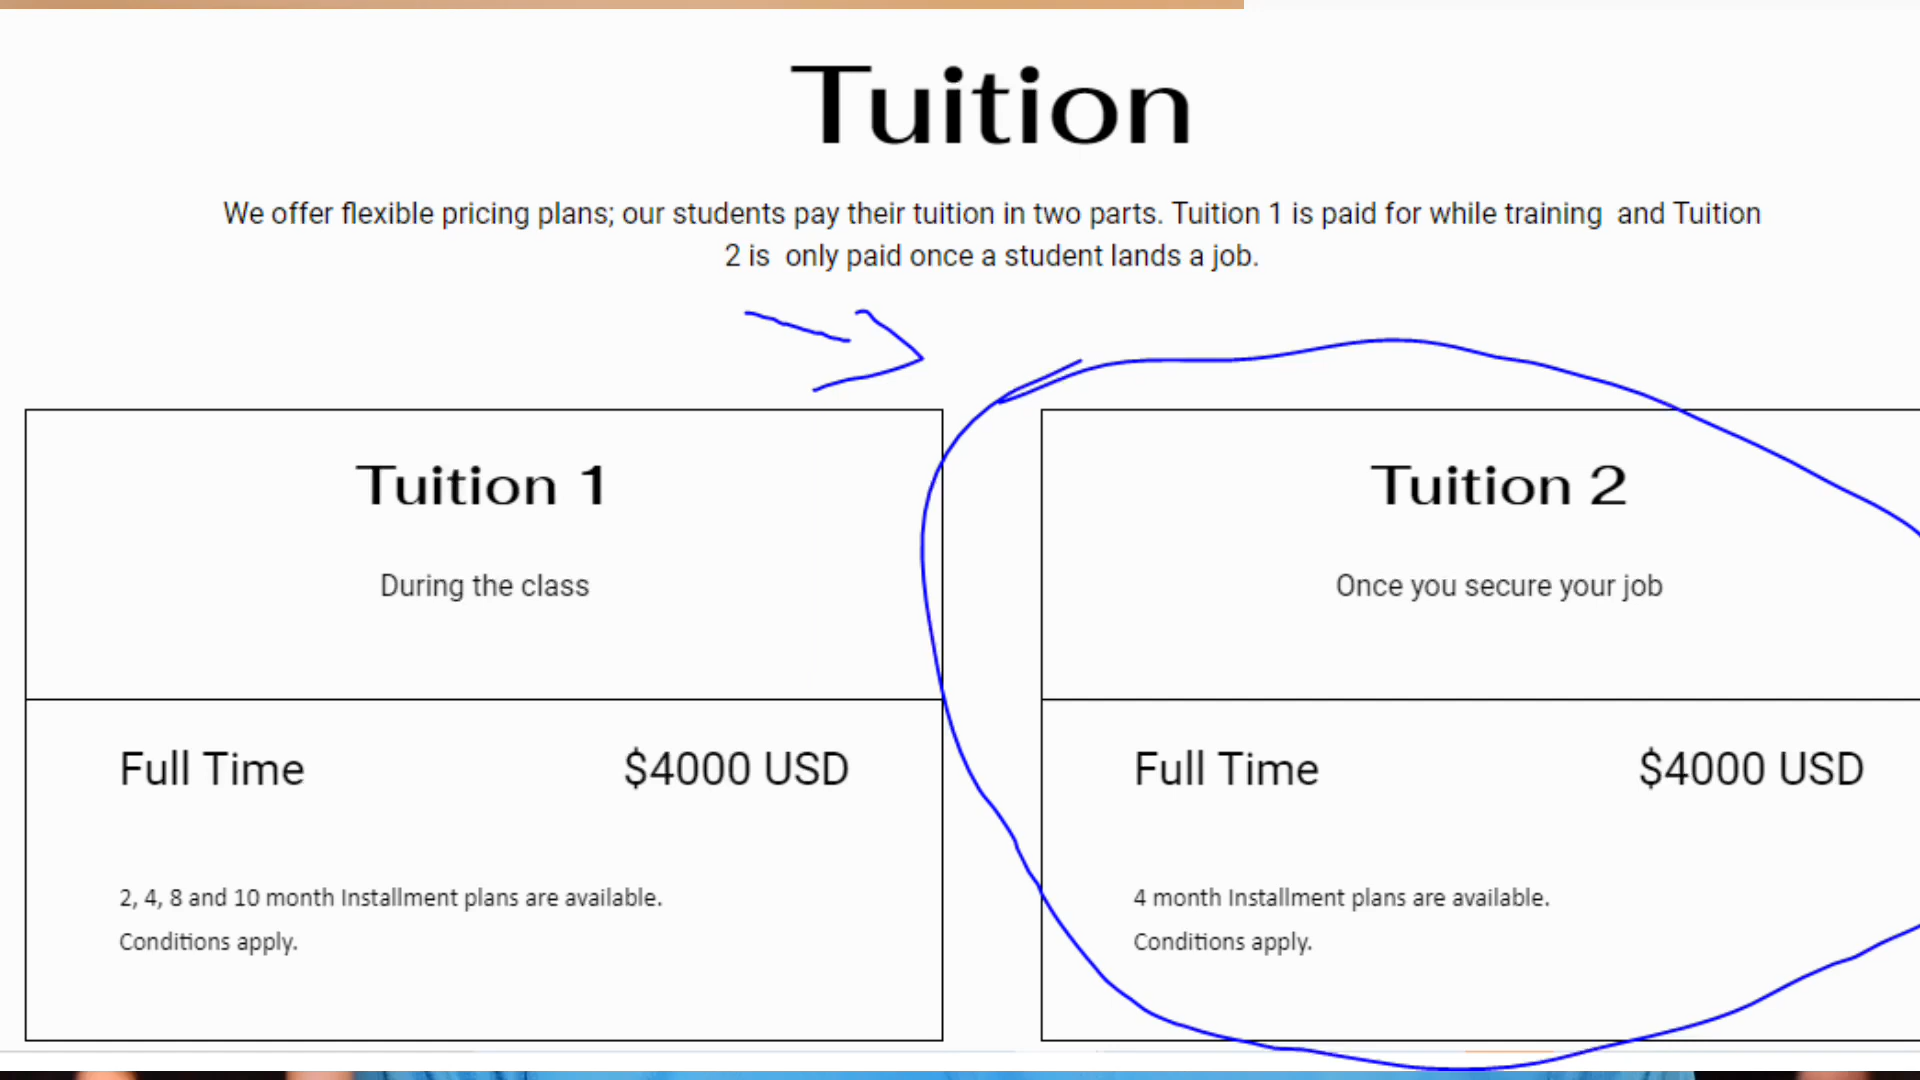 Tuition
We offer flexible pricing plans; our students pay their tuition in two parts. Tuition 1 is paid for while training  and Tuition
2 is  only paid once a student lands a job.
Tuition 1
During the class
Full Time $4000 USD
2, 4, 8 and 10 month Installment plans are available.
Conditions apply.
Tuition 2
Once you secure your job
Full Time $4000 USD
4 month Installment plans are available.
Conditions apply.